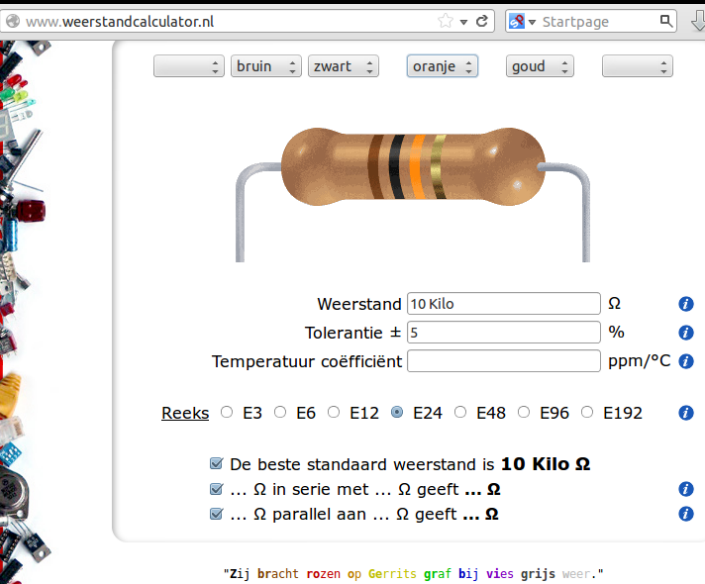 www.weerstandcalculator.nl Startpage
bruin zwart oranje goud
Weerstand 10 Kilo Ω
Tolerantie ± 5 %
Temperatuur coëfficiënt ppm/°C
Reeks E3 E6 E12 E24 E48 E96 E192
De beste standaard weerstand is 10 Kilo Ω
... Ω in serie met ... Ω geeft ... Ω
... Ω parallel aan ... Ω geeft ... Ω
"Zij bracht rozen op Gerrits graf bij vies grijs weer."